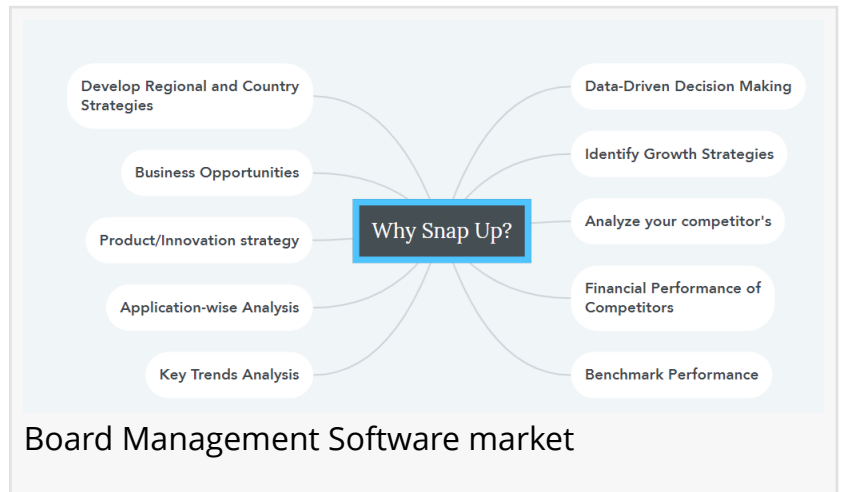 Develop Regional and Country
Strategies
Business Opportunities
Product/Innovation strategy
Application-wise Analysis
Key Trends Analysis
Why Snap Up?
Data-Driven Decision Making
Identify Growth Strategies
Analyze your competitor's
Financial Performance of
Competitors
Benchmark Performance
Board Management Software market